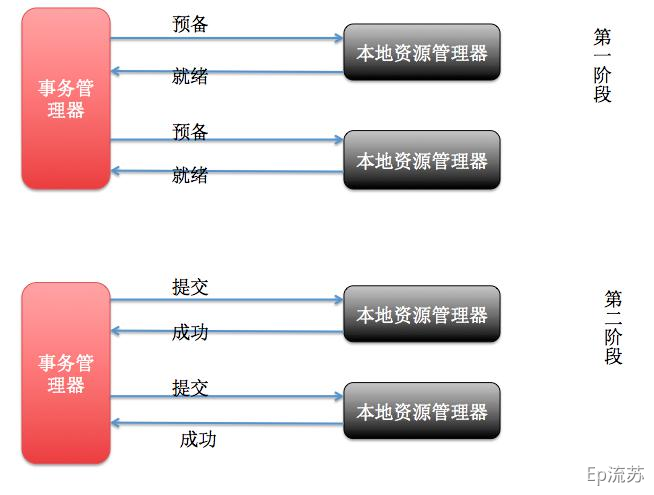 预备
本地资源管理器
就绪
事务管
理器
预备
本地资源管理器
就绪
第一阶段
提交
本地资源管理器
成功
事务管
理器
提交
本地资源管理器
成功
第二阶段
Ep流苏